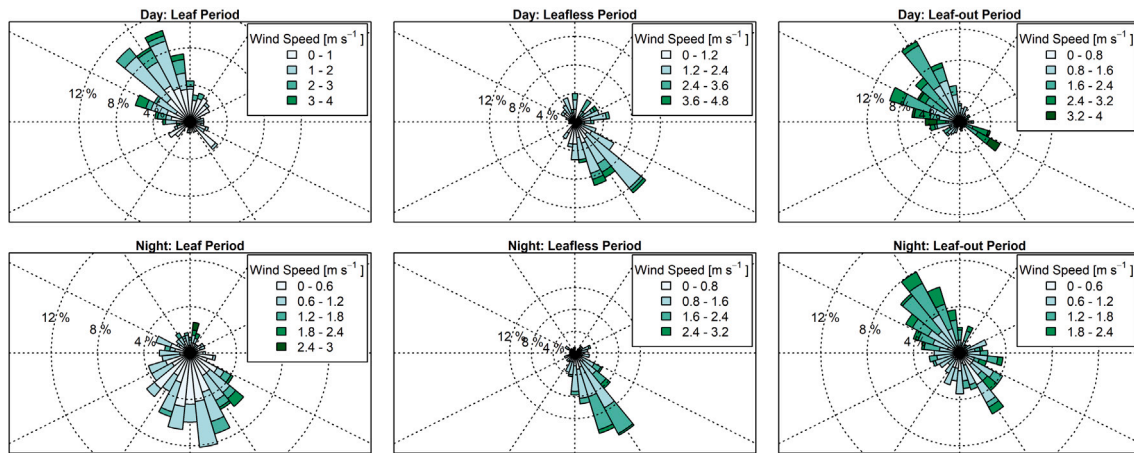 Day: Leaf Period
Wind Speed [m s⁻¹]
0 - 1
1 - 2
2 - 3
3 - 4
12 %
8 %
4 %
Day: Leafless Period
Wind Speed [m s⁻¹]
0 - 1.2
1.2 - 2.4
2.4 - 3.6
3.6 - 4.8
12 %
8 %
4 %
Day: Leaf-out Period
Wind Speed [m s⁻¹]
0 - 0.8
0.8 - 1.6
1.6 - 2.4
2.4 - 3.2
3.2 - 4
12 %
8 %
4 %
Night: Leaf Period
Wind Speed [m s⁻¹]
0 - 0.6
0.6 - 1.2
1.2 - 1.8
1.8 - 2.4
2.4 - 3
12 %
8 %
4 %
Night: Leafless Period
Wind Speed [m s⁻¹]
0 - 0.8
0.8 - 1.6
1.6 - 2.4
2.4 - 3.2
12 %
8 %
4 %
Night: Leaf-out Period
Wind Speed [m s⁻¹]
0 - 0.6
0.6 - 1.2
1.2 - 1.8
1.8 - 2.4
12 %
8 %
4 %